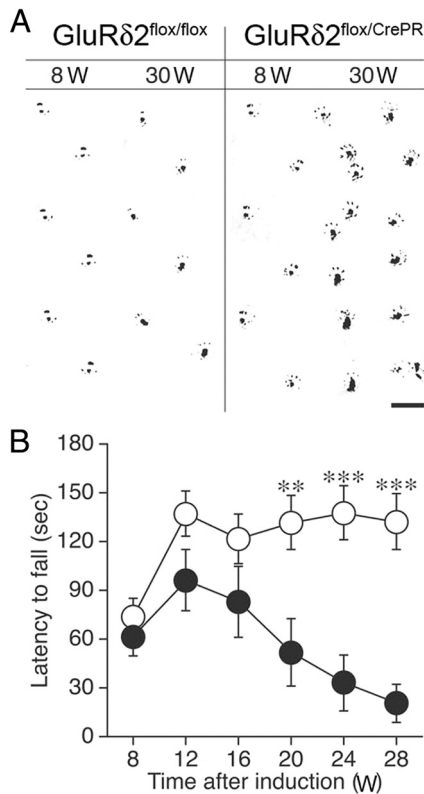 A
GluRδ2flox/flox GluRδ2flox/CrePR
8 W 30 W 8 W 30 W
B
180
150
120
90
60
30
0
Latency to fall (sec)
** *** ***
8 12 16 20 24 28
Time after induction (W)